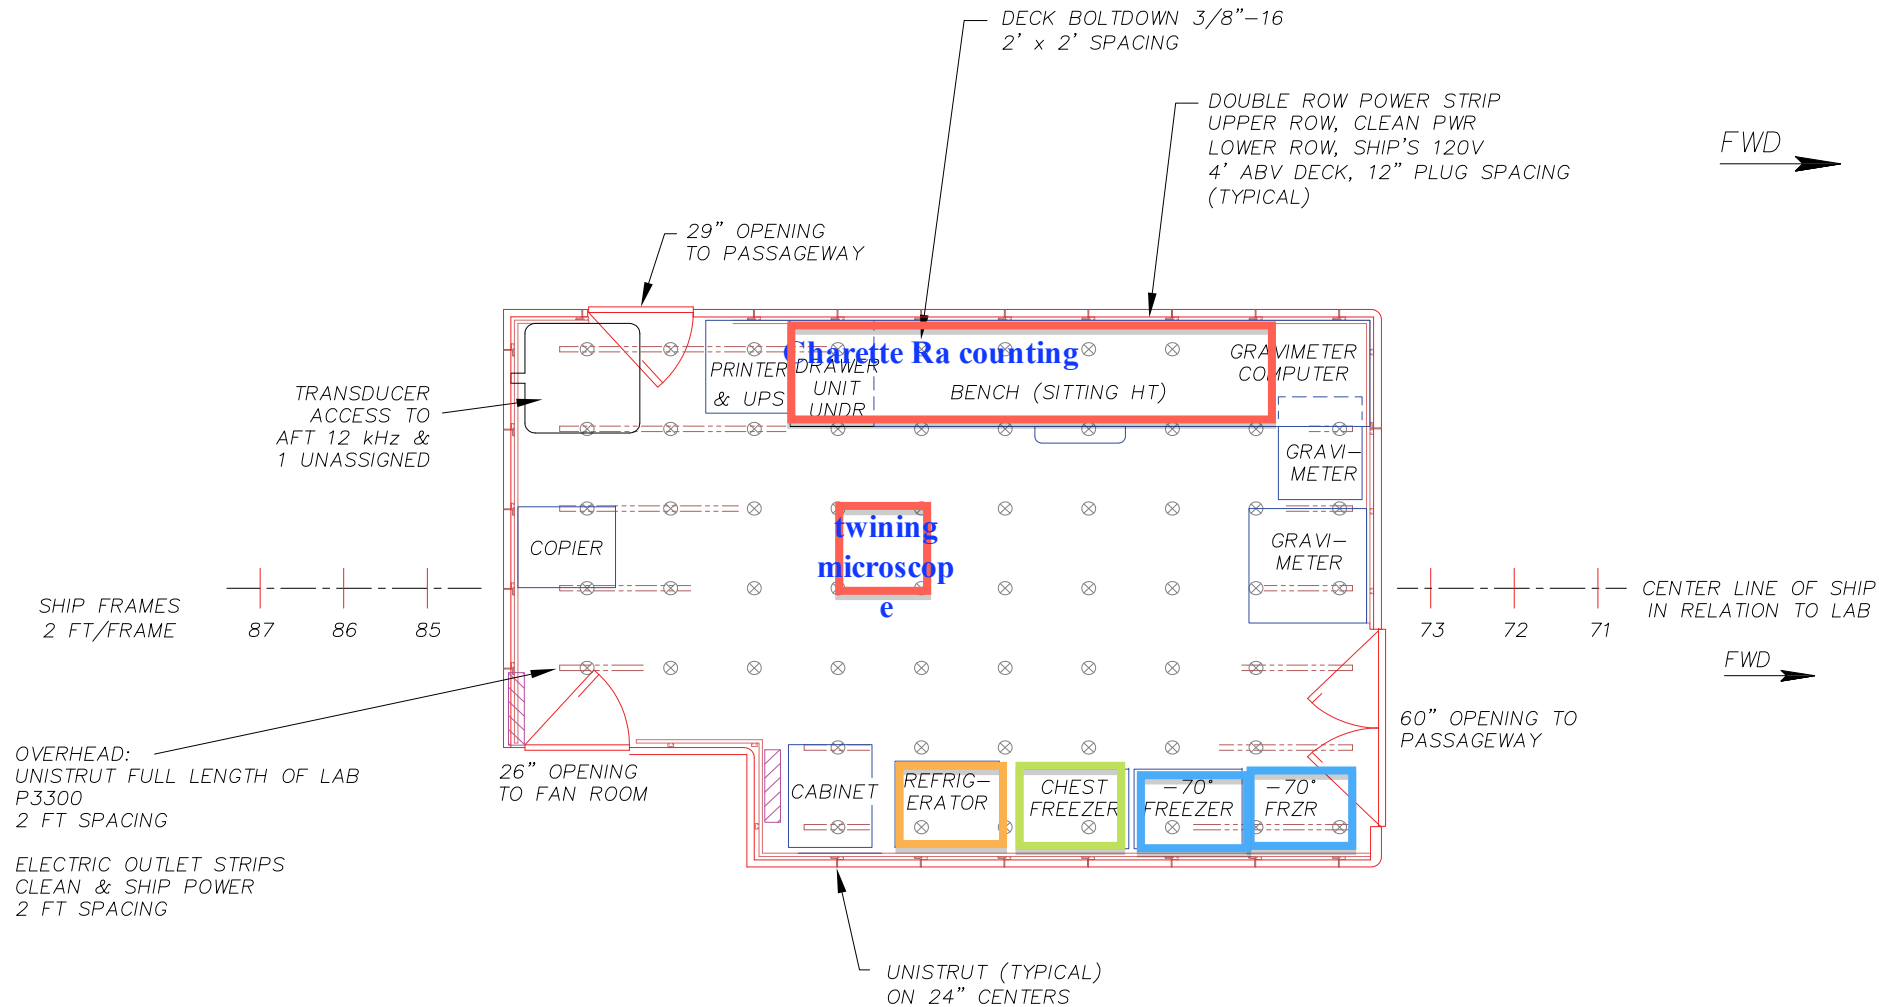 DECK BOLTDOWN 3/8"-16
2' x 2' SPACING
DOUBLE ROW POWER STRIP
UPPER ROW, CLEAN PWR
LOWER ROW, SHIP'S 120V
4' ABV DECK, 12" PLUG SPACING
(TYPICAL)
FWD
29" OPENING
TO PASSAGEWAY
Charette Ra counting
PRINTER
& UPS
DRAWER
UNIT
UNDR
BENCH (SITTING HT)
GRAVIMETER
COMPUTER
TRANSDUCER
ACCESS TO
AFT 12 kHz &
1 UNASSIGNED
GRAVI-
METER
twining
microscop
e
COPIER
GRAVI-
METER
SHIP FRAMES
2 FT/FRAME
87
86
85
73
72
71
CENTER LINE OF SHIP
IN RELATION TO LAB
FWD
60" OPENING TO
PASSAGEWAY
OVERHEAD:
UNISTRUT FULL LENGTH OF LAB
P3300
2 FT SPACING
26" OPENING
TO FAN ROOM
CABINET
REFRIG-
ERATOR
CHEST
FREEZER
-70°
FREEZER
-70°
FRZR
ELECTRIC OUTLET STRIPS
CLEAN & SHIP POWER
2 FT SPACING
UNISTRUT (TYPICAL)
ON 24" CENTERS